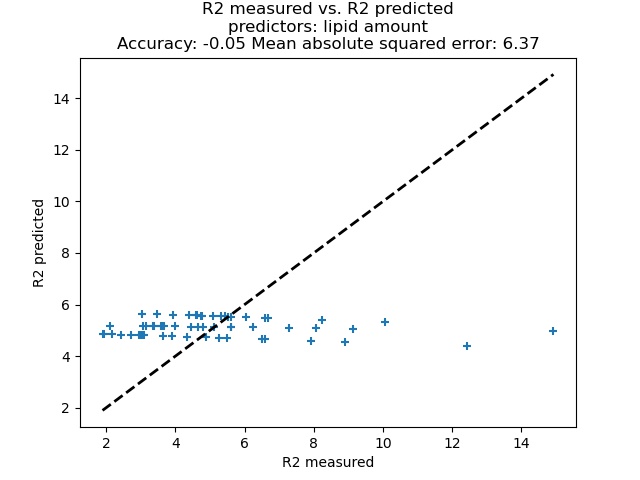 R2 measured vs. R2 predicted
predictors: lipid amount
Accuracy: -0.05 Mean absolute squared error: 6.37
14
12
10
8
6
4
2
R2 predicted
2 4 6 8 10 12 14
R2 measured